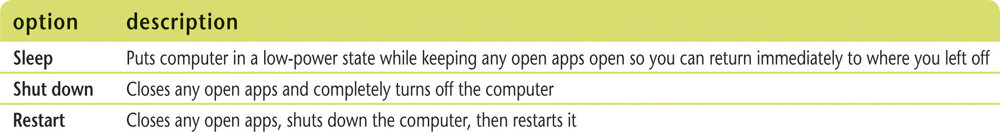 option description
Sleep Puts computer in a low-power state while keeping any open apps open so you can return immediately to where you left off
Shut down Closes any open apps and completely turns off the computer
Restart Closes any open apps, shuts down the computer, then restarts it